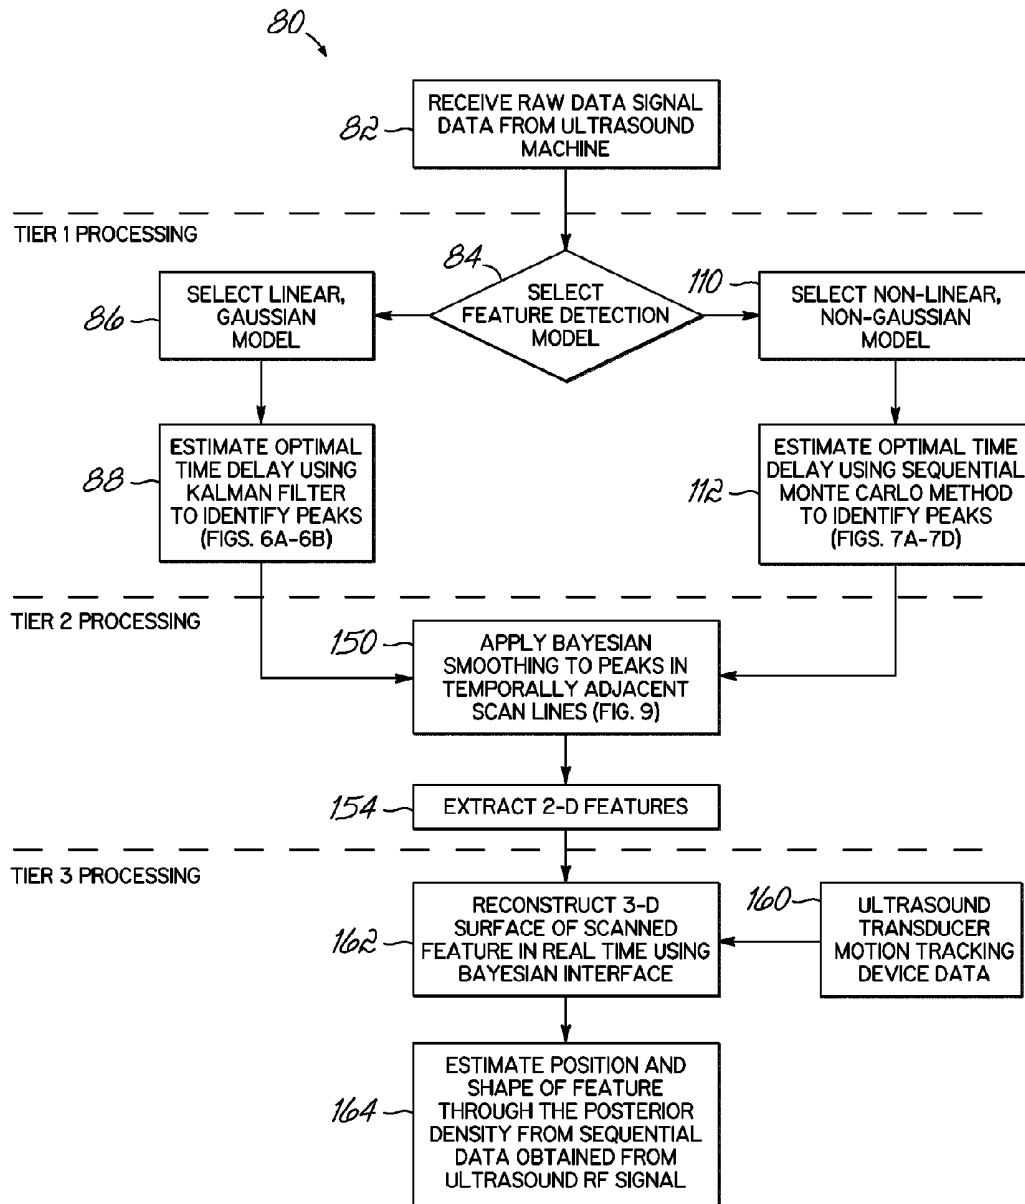 80
82
RECEIVE RAW DATA SIGNAL
DATA FROM ULTRASOUND
MACHINE
TIER 1 PROCESSING
84
SELECT
FEATURE DETECTION
MODEL
86
SELECT LINEAR,
GAUSSIAN
MODEL
110
SELECT NON-LINEAR,
NON-GAUSSIAN
MODEL
88
ESTIMATE OPTIMAL
TIME DELAY USING
KALMAN FILTER
TO IDENTIFY PEAKS
(FIGS. 6A-6B)
112
ESTIMATE OPTIMAL TIME
DELAY USING SEQUENTIAL
MONTE CARLO METHOD
TO IDENTIFY PEAKS
(FIGS. 7A-7D)
TIER 2 PROCESSING
150
APPLY BAYESIAN
SMOOTHING TO PEAKS IN
TEMPORALLY ADJACENT
SCAN LINES (FIG. 9)
154
EXTRACT 2-D FEATURES
TIER 3 PROCESSING
162
RECONSTRUCT 3-D
SURFACE OF SCANNED
FEATURE IN REAL TIME USING
BAYESIAN INTERFACE
160
ULTRASOUND
TRANSDUCER
MOTION TRACKING
DEVICE DATA
164
ESTIMATE POSITION AND
SHAPE OF FEATURE
THROUGH THE POSTERIOR
DENSITY FROM SEQUENTIAL
DATA OBTAINED FROM
ULTRASOUND RF SIGNAL